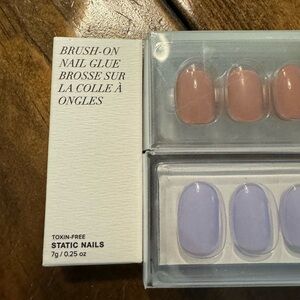 BRUSH-ON
NAIL GLUE
BROSSE SUR
LA COLLE À
ONGLES
TOXIN-FREE
STATIC NAILS
7g / 0.25 oz